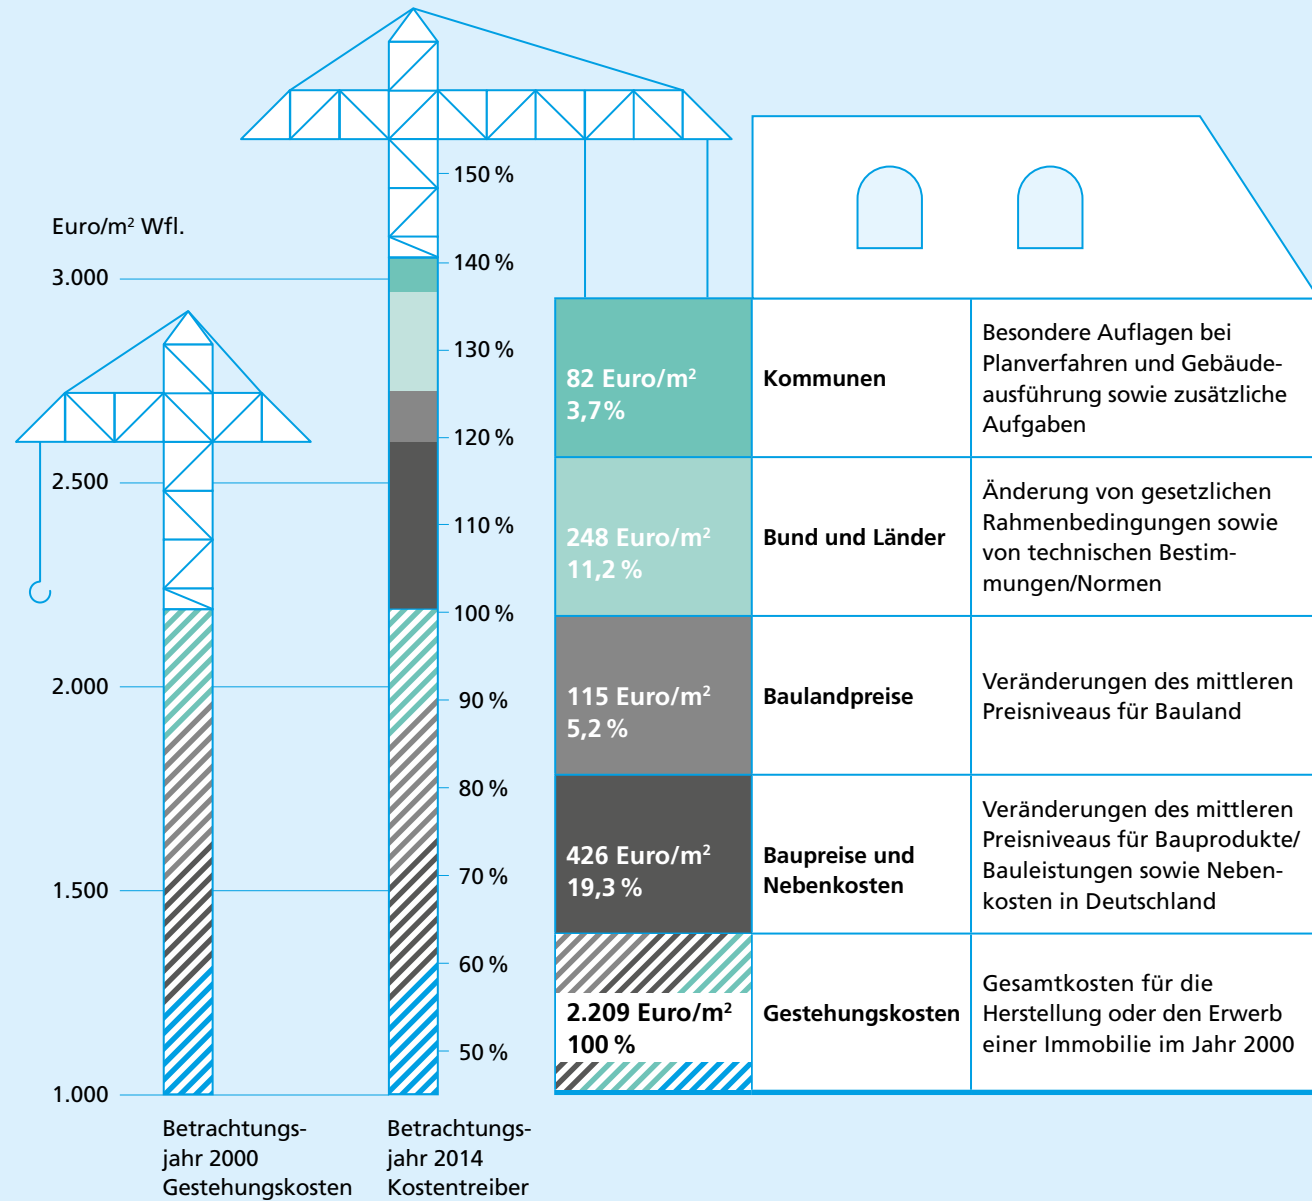 Euro/m² Wfl.
3.000
2.500
2.000
1.500
1.000
150 %
140 %
130 %
120 %
110 %
100 %
90 %
80 %
70 %
60 %
50 %
Betrachtungs-
jahr 2000
Gestehungskosten
Betrachtungs-
jahr 2014
Kostentreiber
82 Euro/m²
3,7%
Kommunen
Besondere Auflagen bei
Planverfahren und Gebäude-
ausführung sowie zusätzliche
Aufgaben
248 Euro/m²
11,2 %
Bund und Länder
Änderung von gesetzlichen
Rahmenbedingungen sowie
von technischen Bestim-
mungen/Normen
115 Euro/m²
5,2 %
Baulandpreise
Veränderungen des mittleren
Preisniveaus für Bauland
426 Euro/m²
19,3 %
Baupreise und
Nebenkosten
Veränderungen des mittleren
Preisniveaus für Bauprodukte/
Bauleistungen sowie Neben-
kosten in Deutschland
2.209 Euro/m²
100 %
Gestehungskosten
Gesamtkosten für die
Herstellung oder den Erwerb
einer Immobilie im Jahr 2000